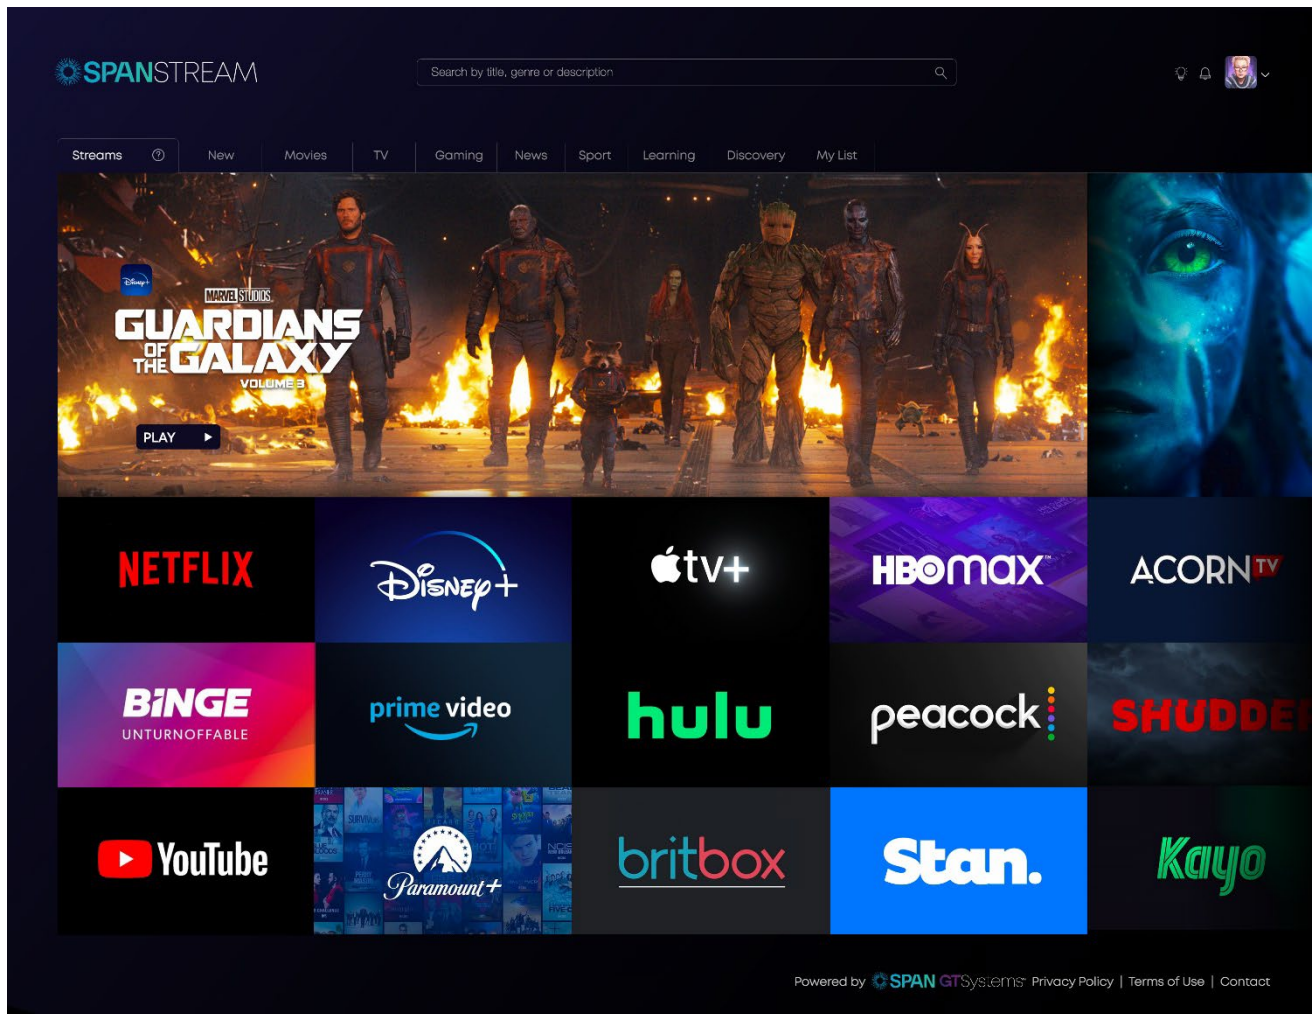 SPANSTREAM
Search by title, genre or description
Streams ? New Movies TV Gaming News Sport Learning Discovery My List
Disney+
MARVEL STUDIOS
GUARDIANS
OF THE GALAXY
VOLUME 3
PLAY
NETFLIX
Disney+
tv+
HBOmax
ACORN TV
BiNGE
UNTURNOFFABLE
prime video
hulu
peacock
SHUDDE
YouTube
Paramount+
britbox
Stan.
Kayo
Powered by SPAN GTSystems Privacy Policy | Terms of Use | Contact